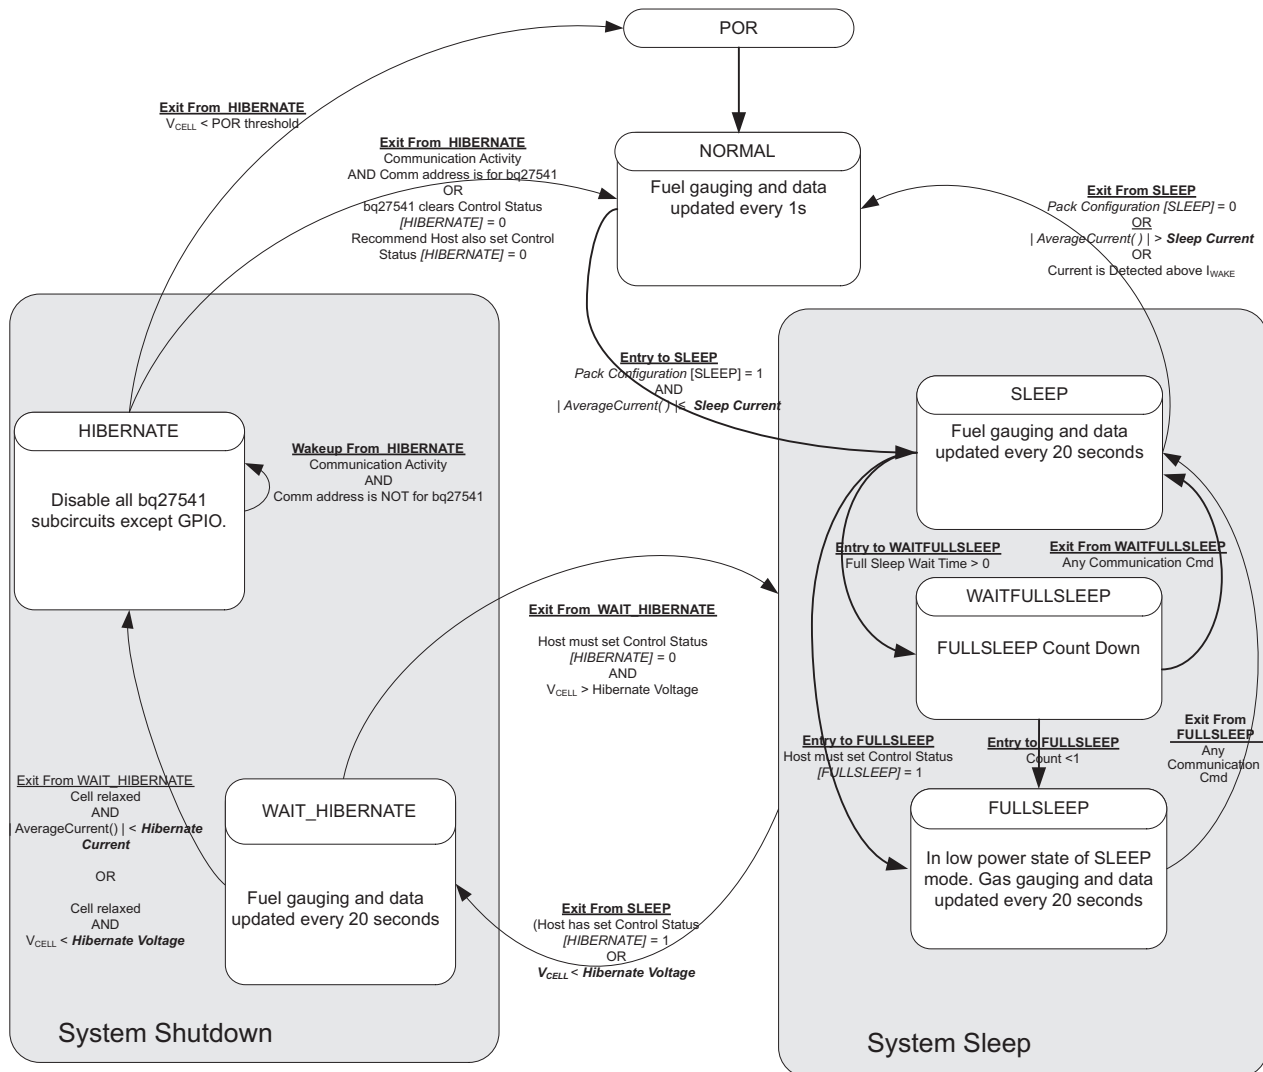 POR
Exit From HIBERNATE
VCELL < POR threshold
Exit From HIBERNATE
Communication Activity
AND Comm address is for bq27541
OR
bq27541 clears Control Status
[HIBERNATE] = 0
Recommend Host also set Control
Status [HIBERNATE] = 0
NORMAL
Fuel gauging and data
updated every 1s
Exit From SLEEP
Pack Configuration [SLEEP] = 0
OR
| AverageCurrent( ) | > Sleep Current
OR
Current is Detected above IWAKE
Entry to SLEEP
Pack Configuration [SLEEP] = 1
AND
| AverageCurrent( ) |≤ Sleep Current
HIBERNATE
Disable all bq27541
subcircuits except GPIO.
Wakeup From HIBERNATE
Communication Activity
AND
Comm address is NOT for bq27541
SLEEP
Fuel gauging and data
updated every 20 seconds
Entry to WAITFULLSLEEP
Full Sleep Wait Time > 0
Exit From WAITFULLSLEEP
Any Communication Cmd
WAITFULLSLEEP
FULLSLEEP Count Down
Exit From WAIT_HIBERNATE
Host must set Control Status
[HIBERNATE] = 0
AND
VCELL > Hibernate Voltage
Entry to FULLSLEEP
Host must set Control Status
[FULLSLEEP] = 1
Entry to FULLSLEEP
Count <1
Exit From
FULLSLEEP
Any
Communication
Cmd
Exit From WAIT_HIBERNATE
Cell relaxed
AND
| AverageCurrent() | < Hibernate
Current
OR
Cell relaxed
AND
VCELL < Hibernate Voltage
WAIT_HIBERNATE
Fuel gauging and data
updated every 20 seconds
FULLSLEEP
In low power state of SLEEP
mode. Gas gauging and data
updated every 20 seconds
Exit From SLEEP
(Host has set Control Status
[HIBERNATE] = 1
OR
VCELL < Hibernate Voltage
System Shutdown
System Sleep